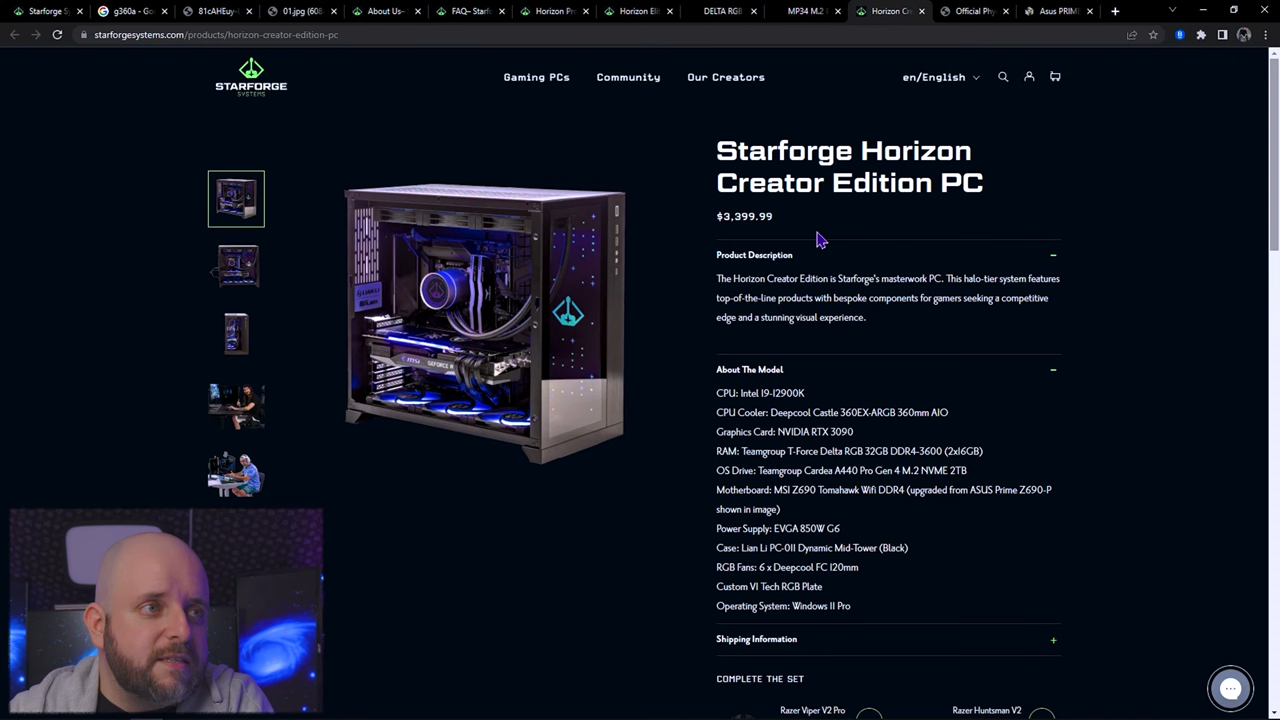 Starforge Sy
g360a - Goo
81cAHEuy-L
01.jpg (608
About Us–
FAQ– Starfo
Horizon Pr
Horizon Eli
DELTA RGB
MP34 M.2 P
Horizon Cr
Official Phy
Asus PRIME
starforgesystems.com/products/horizon-creator-edition-pc
STARFORGE
SYSTEMS
Gaming PCs
Community
Our Creators
en/English
Starforge Horizon
Creator Edition PC
$3,399.99
Product Description
The Horizon Creator Edition is Starforge's masterwork PC. This halo-tier system features
top-of-the-line products with bespoke components for gamers seeking a competitive
edge and a stunning visual experience.
About The Model
CPU: Intel i9-12900K
CPU Cooler: Deepcool Castle 360EX-ARGB 360mm AIO
Graphics Card: NVIDIA RTX 3090
RAM: Teamgroup T-Force Delta RGB 32GB DDR4-3600 (2x16GB)
OS Drive: Teamgroup Cardea A440 Pro Gen 4 M.2 NVME 2TB
Motherboard: MSI Z690 Tomahawk Wifi DDR4 (upgraded from ASUS Prime Z690-P
shown in image)
Power Supply: EVGA 850W G6
Case: Lian Li PC-011 Dynamic Mid-Tower (Black)
RGB Fans: 6 x Deepcool FC 120mm
Custom V1 Tech RGB Plate
Operating System: Windows 11 Pro
Shipping Information
COMPLETE THE SET
Razer Viper V2 Pro
Razer Huntsman V2
msi
GEFORCE R